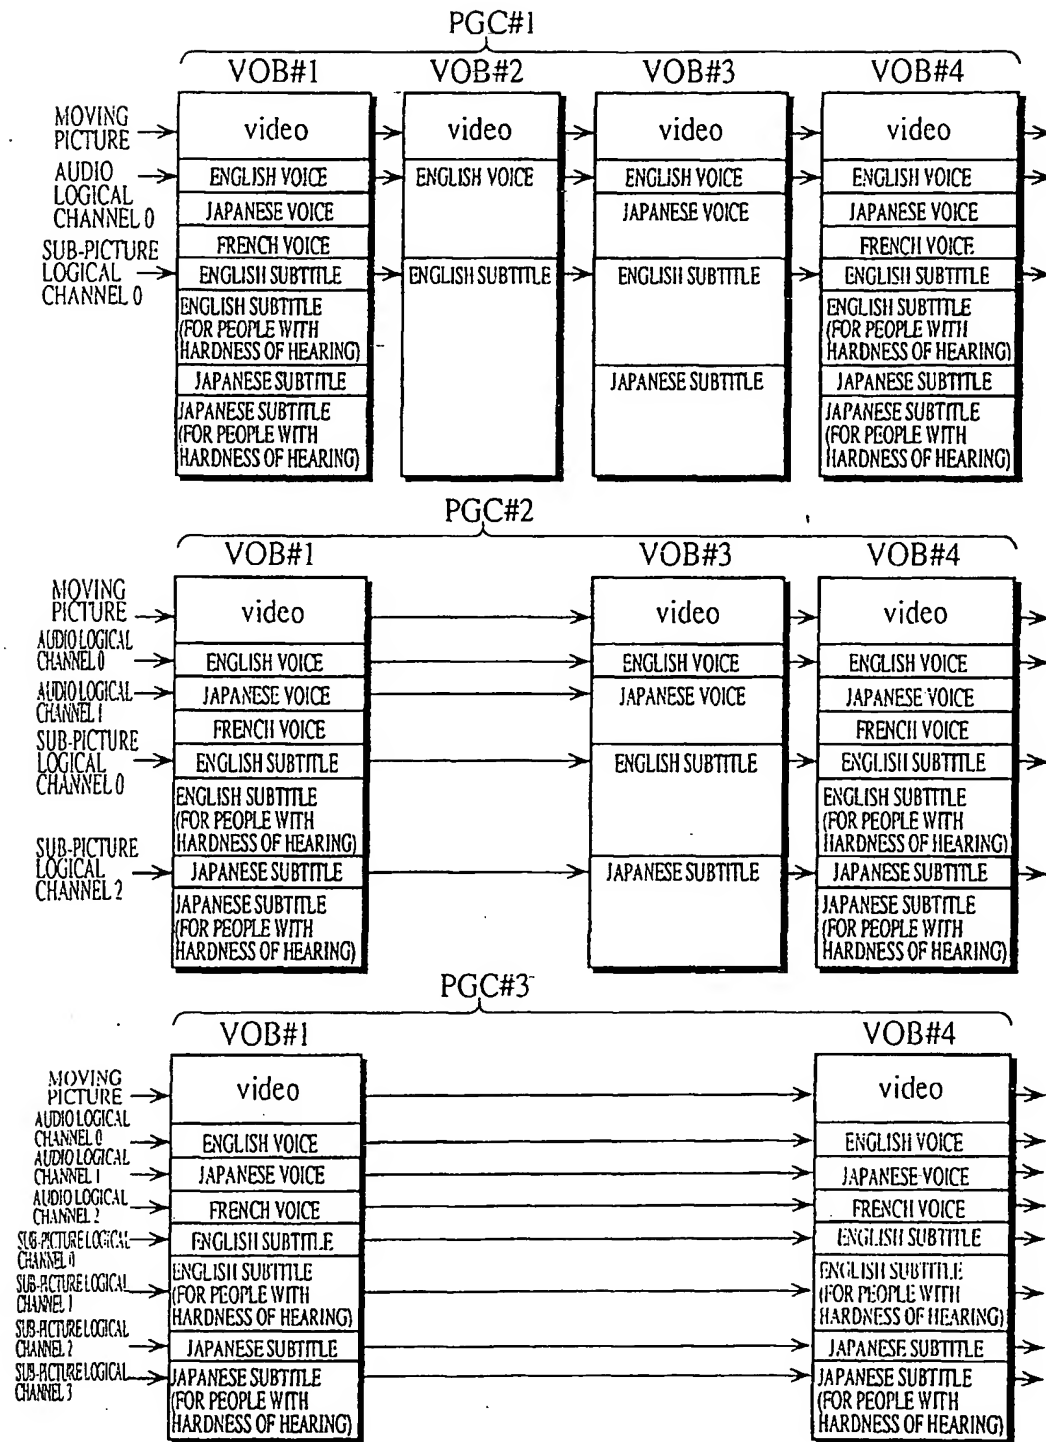 PGC#1
VOB#1 VOB#2 VOB#3 VOB#4
MOVING
PICTURE
video video video video
AUDIO
LOGICAL
CHANNEL 0
ENGLISH VOICE ENGLISH VOICE ENGLISH VOICE ENGLISH VOICE
JAPANESE VOICE JAPANESE VOICE JAPANESE VOICE
FRENCH VOICE FRENCH VOICE
SUB-PICTURE
LOGICAL
CHANNEL 0
ENGLISH SUBTITLE ENGLISH SUBTITLE ENGLISH SUBTITLE ENGLISH SUBTITLE
ENGLISH SUBTITLE
(FOR PEOPLE WITH
HARDNESS OF HEARING)
ENGLISH SUBTITLE
(FOR PEOPLE WITH
HARDNESS OF HEARING)
JAPANESE SUBTITLE JAPANESE SUBTITLE JAPANESE SUBTITLE
JAPANESE SUBTITLE
(FOR PEOPLE WITH
HARDNESS OF HEARING)
JAPANESE SUBTITLE
(FOR PEOPLE WITH
HARDNESS OF HEARING)
PGC#2
VOB#1 VOB#3 VOB#4
MOVING
PICTURE
video video video
AUDIO LOGICAL
CHANNEL 0
ENGLISH VOICE ENGLISH VOICE ENGLISH VOICE
AUDIO LOGICAL
CHANNEL 1
JAPANESE VOICE JAPANESE VOICE JAPANESE VOICE
FRENCH VOICE FRENCH VOICE
SUB-PICTURE
LOGICAL
CHANNEL 0
ENGLISH SUBTITLE ENGLISH SUBTITLE ENGLISH SUBTITLE
ENGLISH SUBTITLE
(FOR PEOPLE WITH
HARDNESS OF HEARING)
ENGLISH SUBTITLE
(FOR PEOPLE WITH
HARDNESS OF HEARING)
SUB-PICTURE
LOGICAL
CHANNEL 2
JAPANESE SUBTITLE JAPANESE SUBTITLE JAPANESE SUBTITLE
JAPANESE SUBTITLE
(FOR PEOPLE WITH
HARDNESS OF HEARING)
JAPANESE SUBTITLE
(FOR PEOPLE WITH
HARDNESS OF HEARING)
PGC#3
VOB#1 VOB#4
MOVING
PICTURE
video video
AUDIO LOGICAL
CHANNEL 0
ENGLISH VOICE ENGLISH VOICE
AUDIO LOGICAL
CHANNEL 1
JAPANESE VOICE JAPANESE VOICE
AUDIO LOGICAL
CHANNEL 2
FRENCH VOICE FRENCH VOICE
SUB-PICTURE LOGICAL
CHANNEL 0
ENGLISH SUBTITLE ENGLISH SUBTITLE
SUB-PICTURE LOGICAL
CHANNEL 1
ENGLISH SUBTITLE
(FOR PEOPLE WITH
HARDNESS OF HEARING)
ENGLISH SUBTITLE
(FOR PEOPLE WITH
HARDNESS OF HEARING)
SUB-PICTURE LOGICAL
CHANNEL 2
JAPANESE SUBTITLE JAPANESE SUBTITLE
SUB-PICTURE LOGICAL
CHANNEL 3
JAPANESE SUBTITLE
(FOR PEOPLE WITH
HARDNESS OF HEARING)
JAPANESE SUBTITLE
(FOR PEOPLE WITH
HARDNESS OF HEARING)